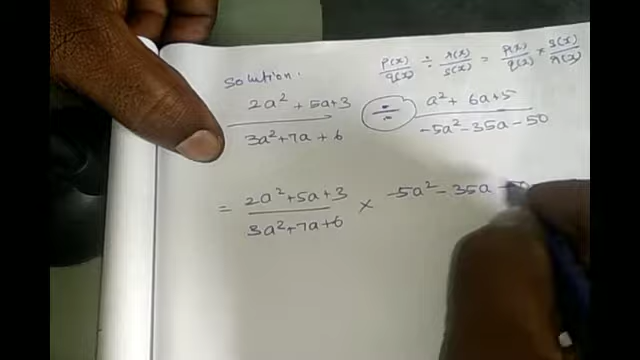 Solution: p(x)/q(x) ÷ r(x)/s(x) = p(x)/q(x) × s(x)/r(x)
2a² + 5a+3 / 3a²+7a+6 ÷ a² + 6a+5 / -5a²-35a-50
= 2a²+5a+3 / 3a²+7a+6 × -5a² - 35a